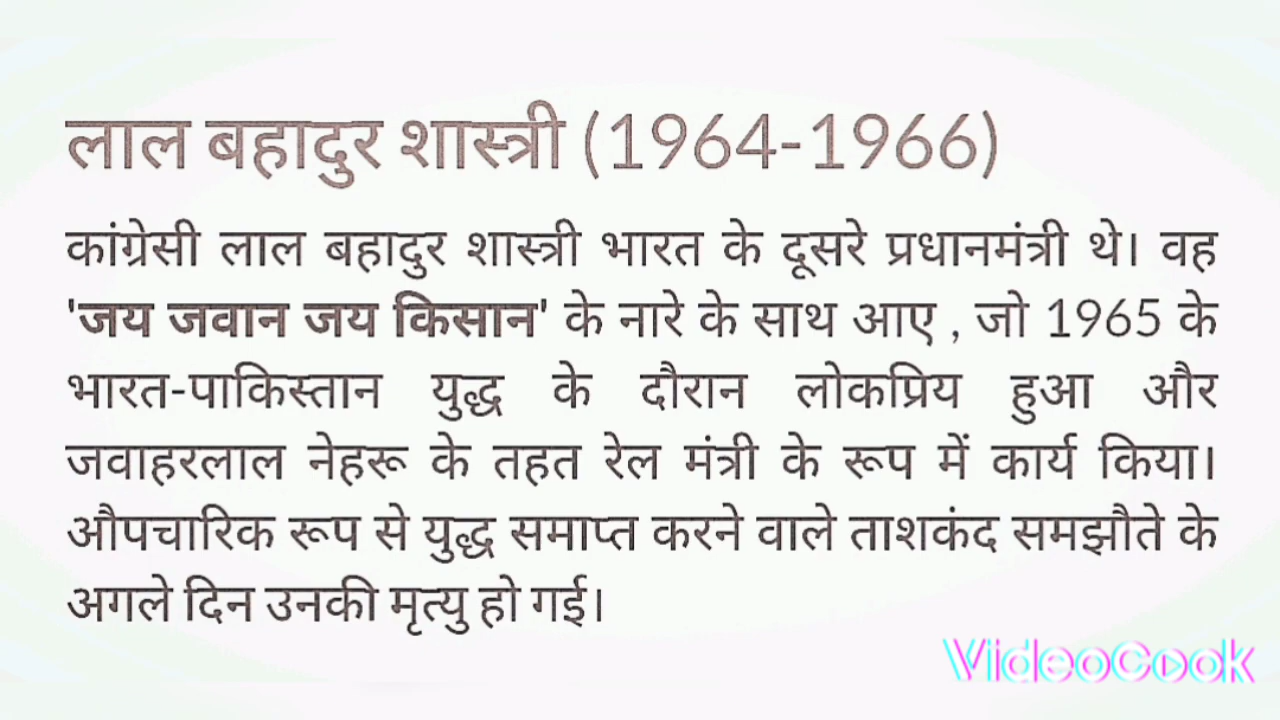 लाल बहादुर शास्त्री (1964-1966)
कांग्रेसी लाल बहादुर शास्त्री भारत के दूसरे प्रधानमंत्री थे। वह
'जय जवान जय किसान' के नारे के साथ आए , जो 1965 के
भारत-पाकिस्तान युद्ध के दौरान लोकप्रिय हुआ और
जवाहरलाल नेहरू के तहत रेल मंत्री के रूप में कार्य किया।
औपचारिक रूप से युद्ध समाप्त करने वाले ताशकंद समझौते के
अगले दिन उनकी मृत्यु हो गई।
VideoCook